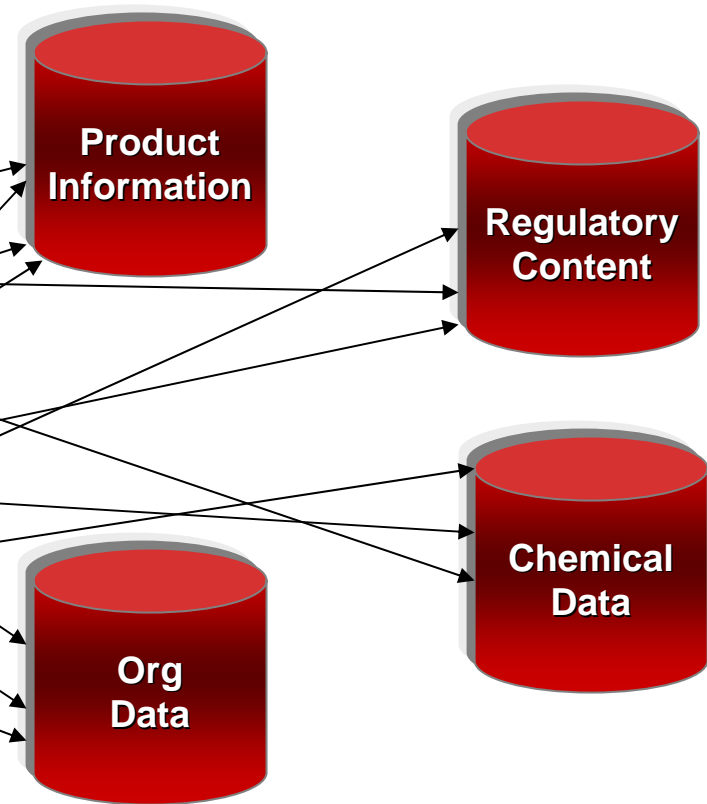 Product
Information
Regulatory
Content
Chemical
Data
Org
Data